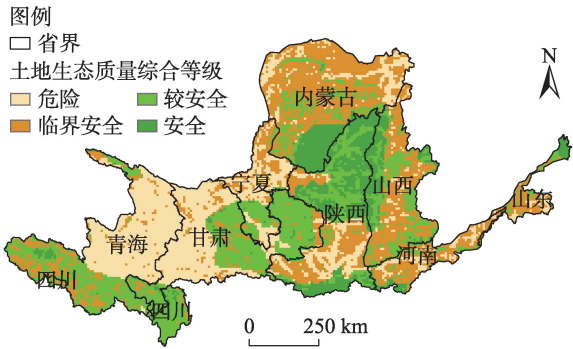 图例
省界
土地生态质量综合等级
危险 较安全
临界安全 安全
N
内蒙古
宁夏
山西
陕西
山东
青海 甘肃
河南
四川
四川
0 250 km